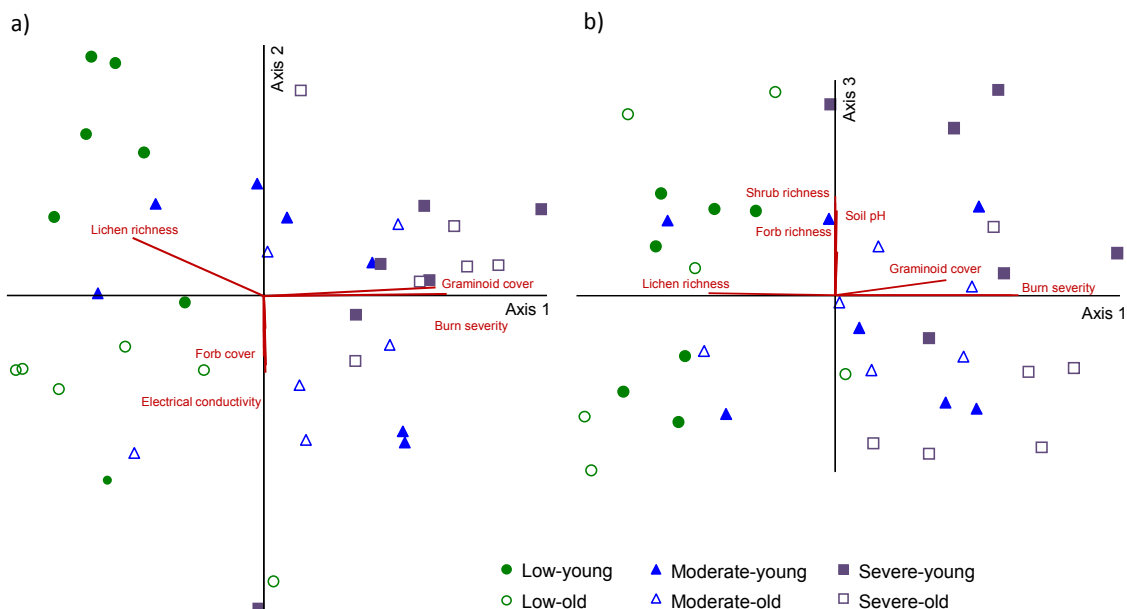 a)
Axis 2
Lichen richness
Graminoid cover
Axis 1
Burn severity
Forb cover
Electrical conductivity
b)
Axis 3
Shrub richness
Soil pH
Forb richness
Graminoid cover
Lichen richness
Burn severity
Axis 1
Low-young
Moderate-young
Severe-young
Low-old
Moderate-old
Severe-old